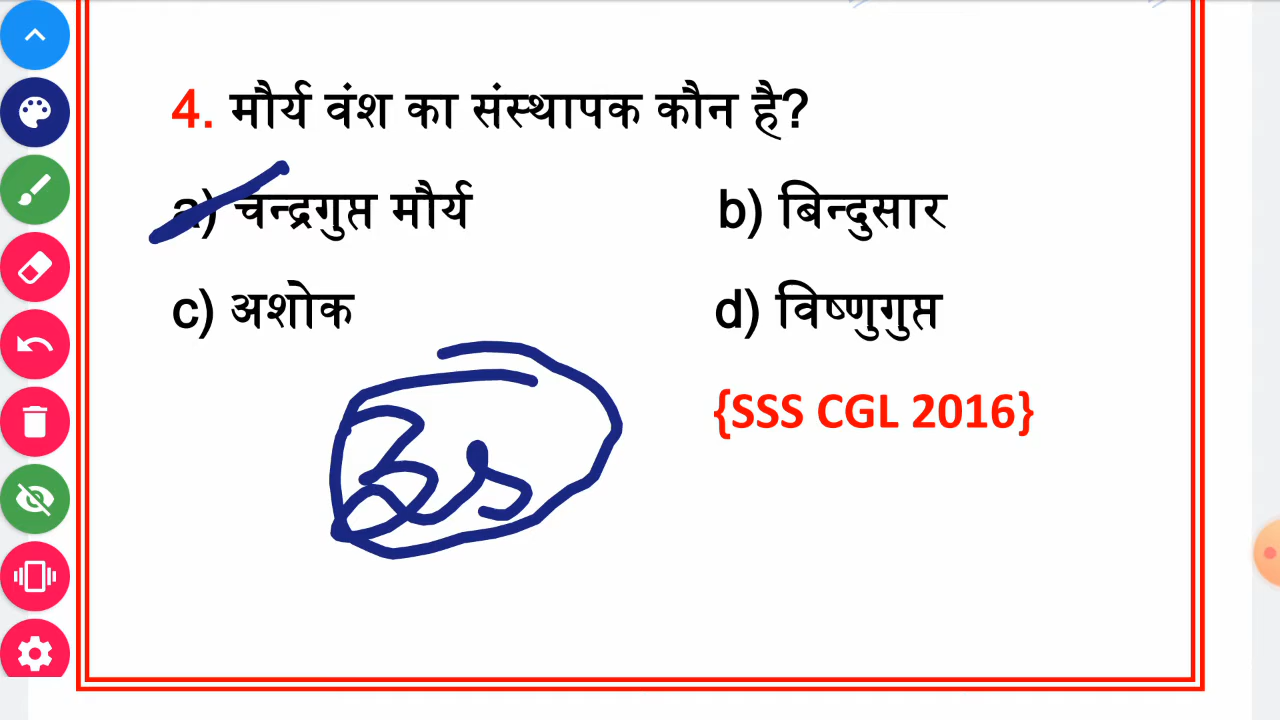 4. मौर्य वंश का संस्थापक कौन है?
a) चन्द्रगुप्त मौर्य b) बिन्दुसार
c) अशोक d) विष्णुगुप्त
{SSS CGL 2016}